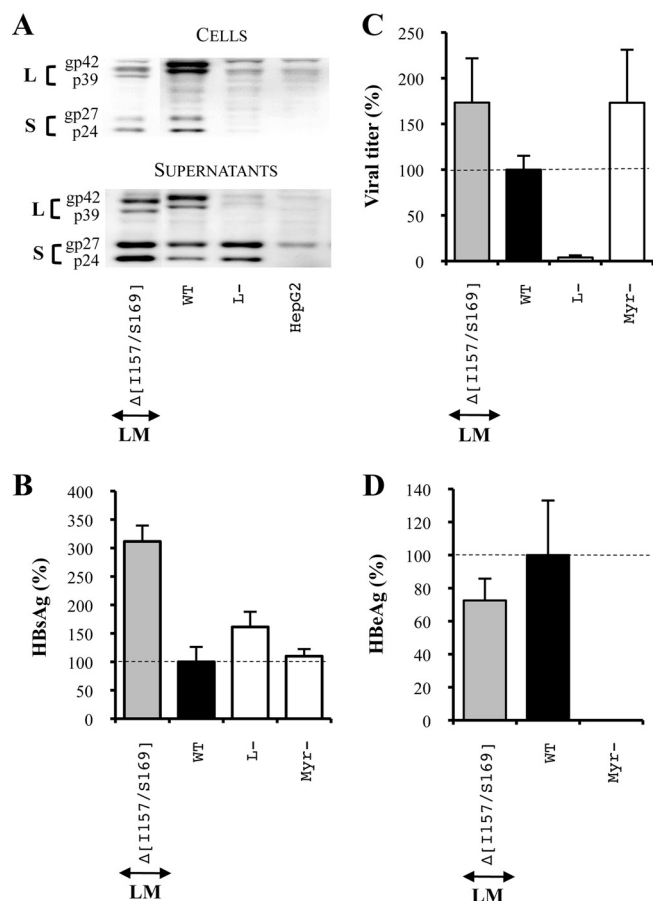 A
CELLS
gp42
L [ p39
gp27
S [ p24
SUPERNATANTS
gp42
L [ p39
gp27
S [ p24
Δ[I157/S169]
WT
L-
HepG2
LM
C
Viral titer (%)
250
200
150
100
50
0
Δ[I157/S169]
WT
L-
Myr-
LM
B
HBsAg (%)
400
350
300
250
200
150
100
50
0
Δ[I157/S169]
WT
L-
Myr-
LM
D
HBeAg (%)
140
120
100
80
60
40
20
0
Δ[I157/S169]
WT
Myr-
LM